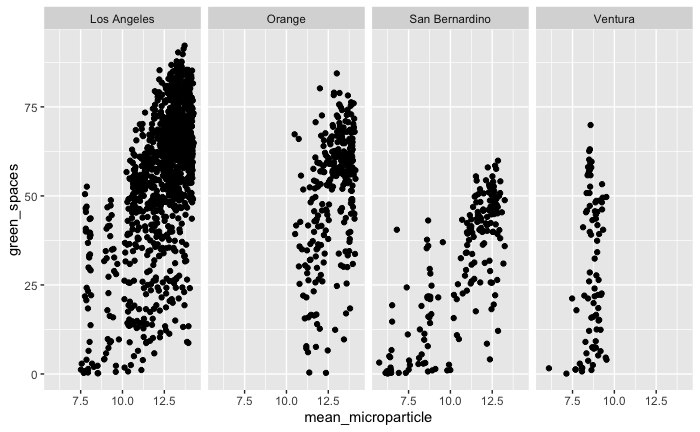 Los Angeles Orange San Bernardino Ventura
75
50
25
0
green_spaces
7.5 10.0 12.5 7.5 10.0 12.5 7.5 10.0 12.5 7.5 10.0 12.5
mean_microparticle